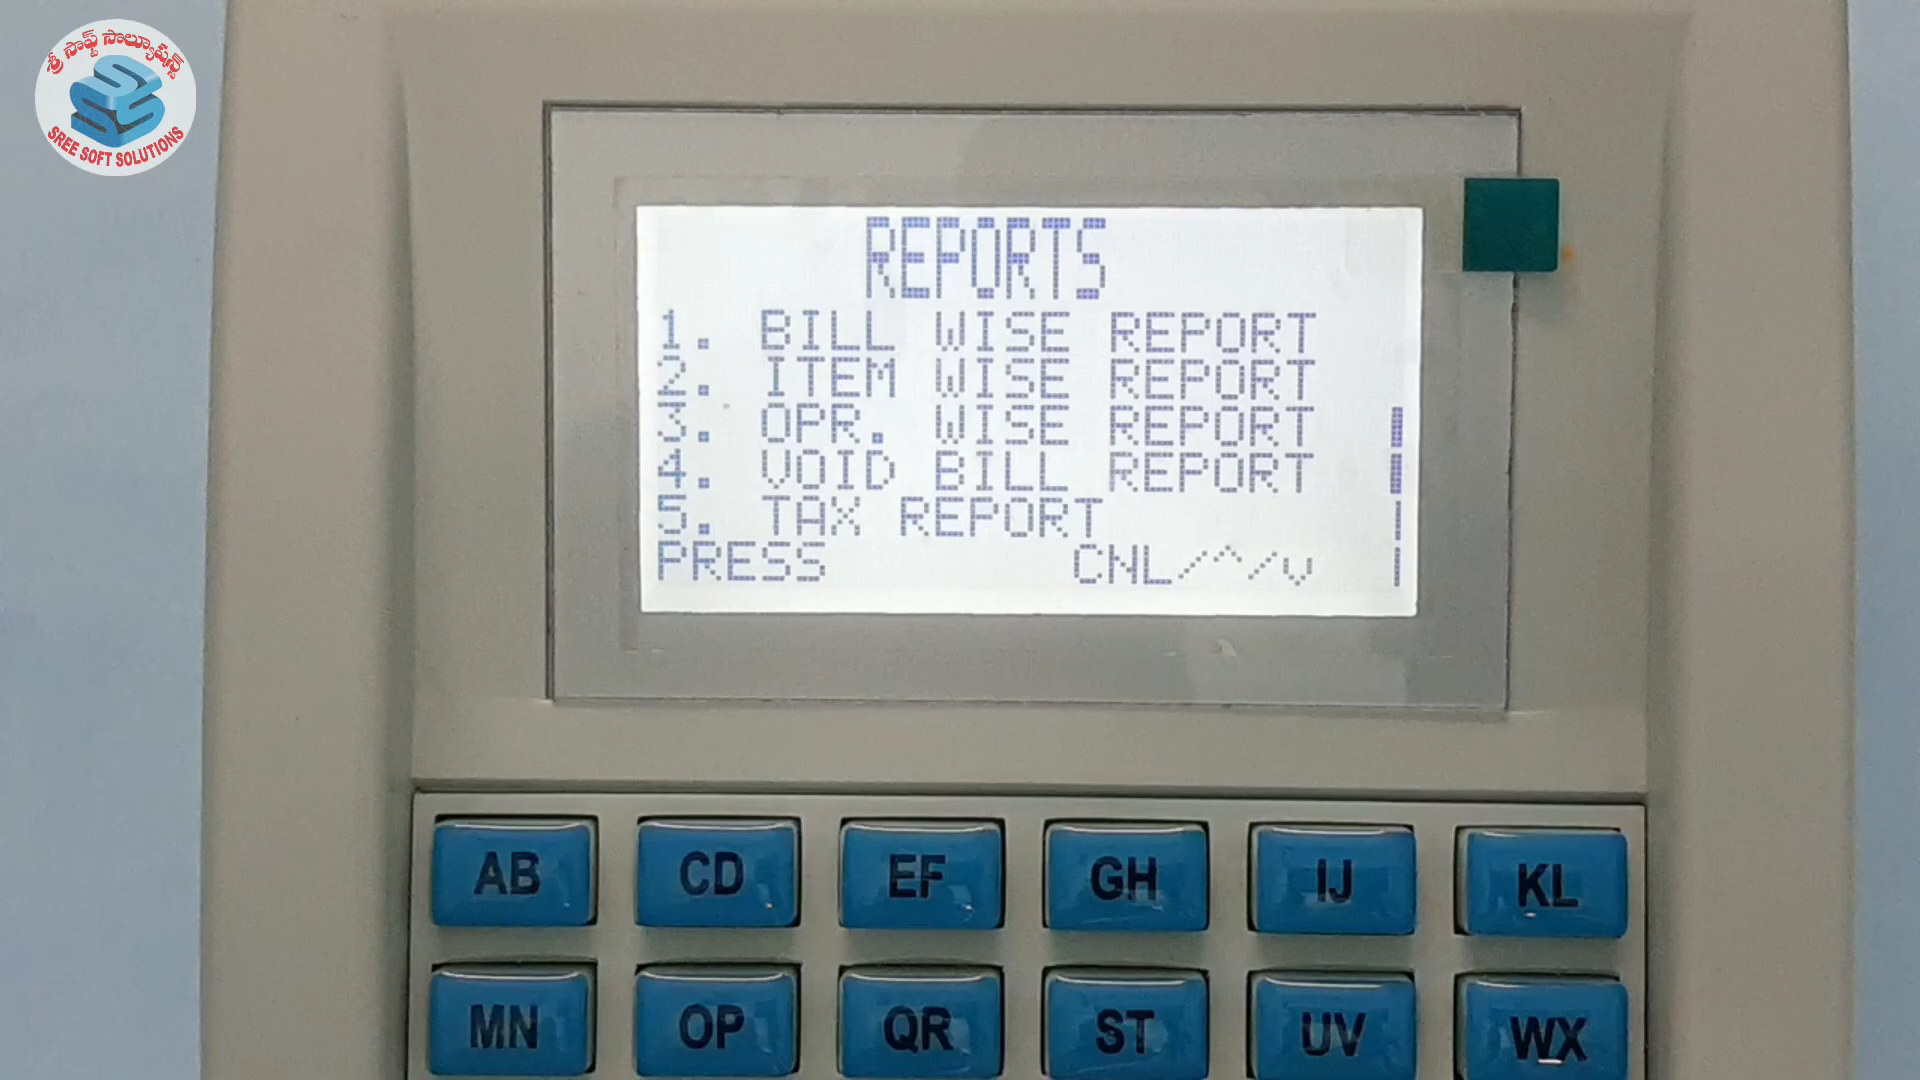 శ్రీ సాఫ్ట్ సొల్యూషన్స్
SREE SOFT SOLUTIONS
REPORTS
1. BILL WISE REPORT
2. ITEM WISE REPORT
3. OPR. WISE REPORT
4. VOID BILL REPORT
5. TAX REPORT
PRESS CNL/^/v
AB CD EF GH IJ KL
MN OP QR ST UV WX